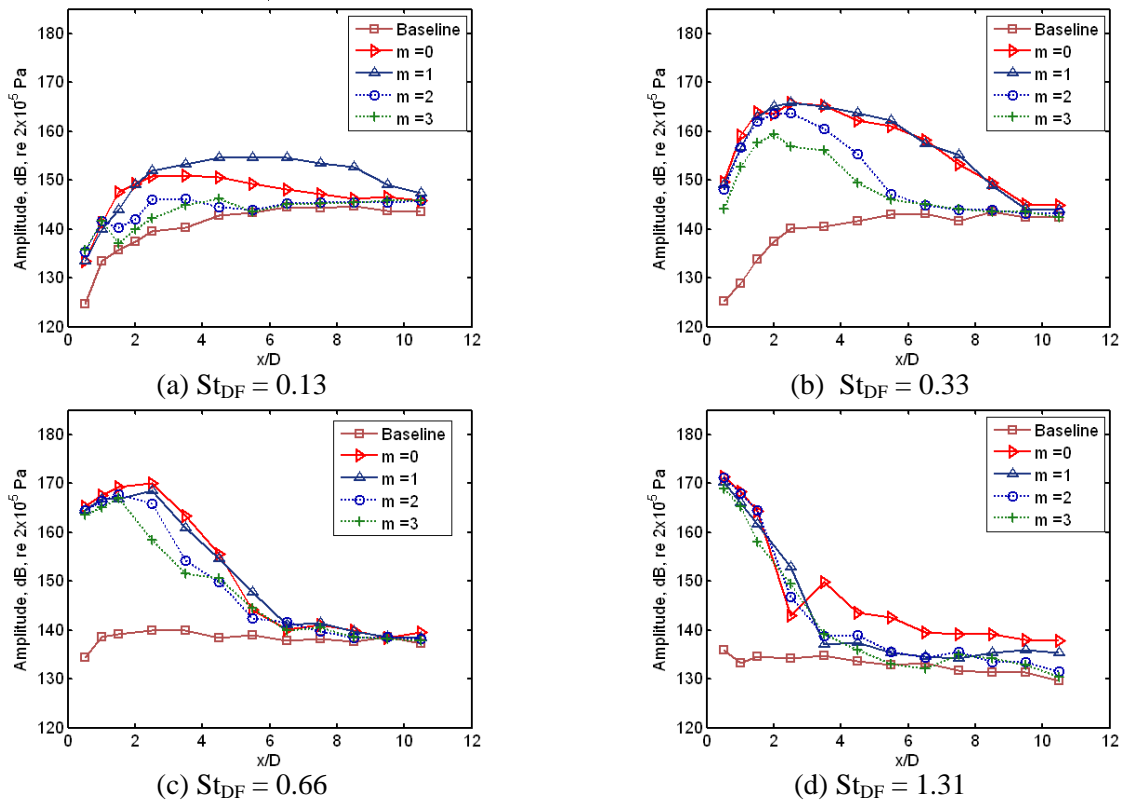 Baseline
m =0
m =1
m =2
m =3
Amplitude, dB, re 2x10⁻⁵ Pa
180
170
160
150
140
130
120
0 2 4 6 8 10 12
x/D
(a) St_DF = 0.13
Baseline
m =0
m =1
m =2
m =3
Amplitude, dB, re 2x10⁻⁵ Pa
180
170
160
150
140
130
120
0 2 4 6 8 10 12
x/D
(b) St_DF = 0.33
Baseline
m =0
m =1
m =2
m =3
Amplitude, dB, re 2x10⁻⁵ Pa
180
170
160
150
140
130
120
0 2 4 6 8 10 12
x/D
(c) St_DF = 0.66
Baseline
m =0
m =1
m =2
m =3
Amplitude, dB, re 2x10⁻⁵ Pa
180
170
160
150
140
130
120
0 2 4 6 8 10 12
x/D
(d) St_DF = 1.31